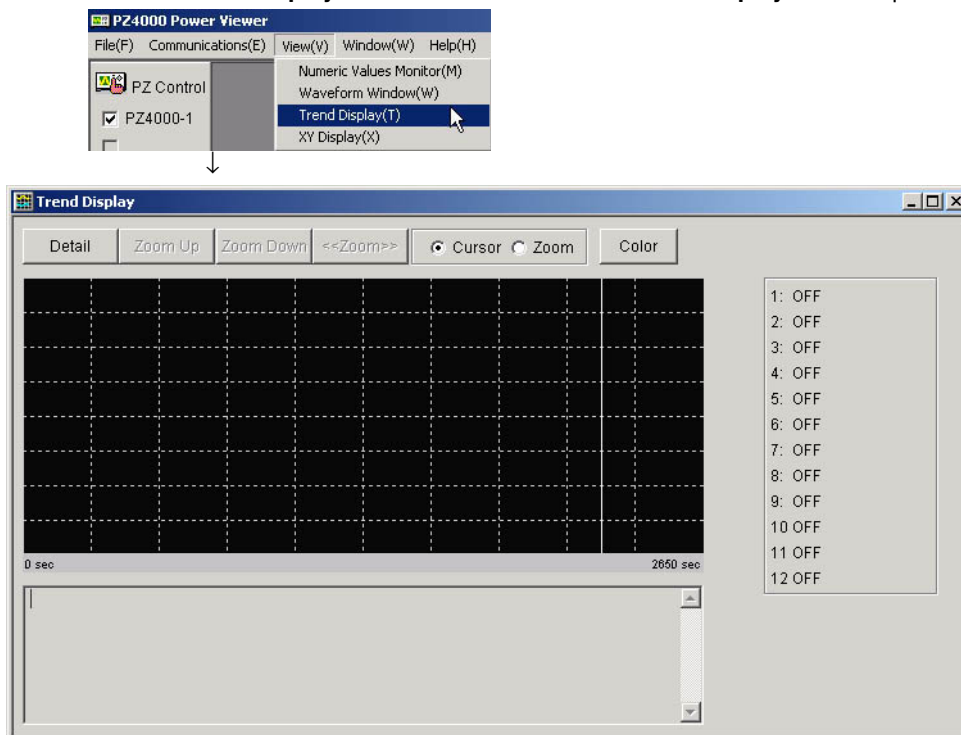 PZ4000 Power Viewer
File(F) Communications(E) View(V) Window(W) Help(H)
Numeric Values Monitor(M)
PZ Control
Waveform Window(W)
PZ4000-1
Trend Display(T)
XY Display(X)
Trend Display
Detail Zoom Up Zoom Down <<Zoom>> Cursor Zoom Color
1: OFF
2: OFF
3: OFF
4: OFF
5: OFF
6: OFF
7: OFF
8: OFF
9: OFF
10 OFF
11 OFF
12 OFF
0 sec 2650 sec